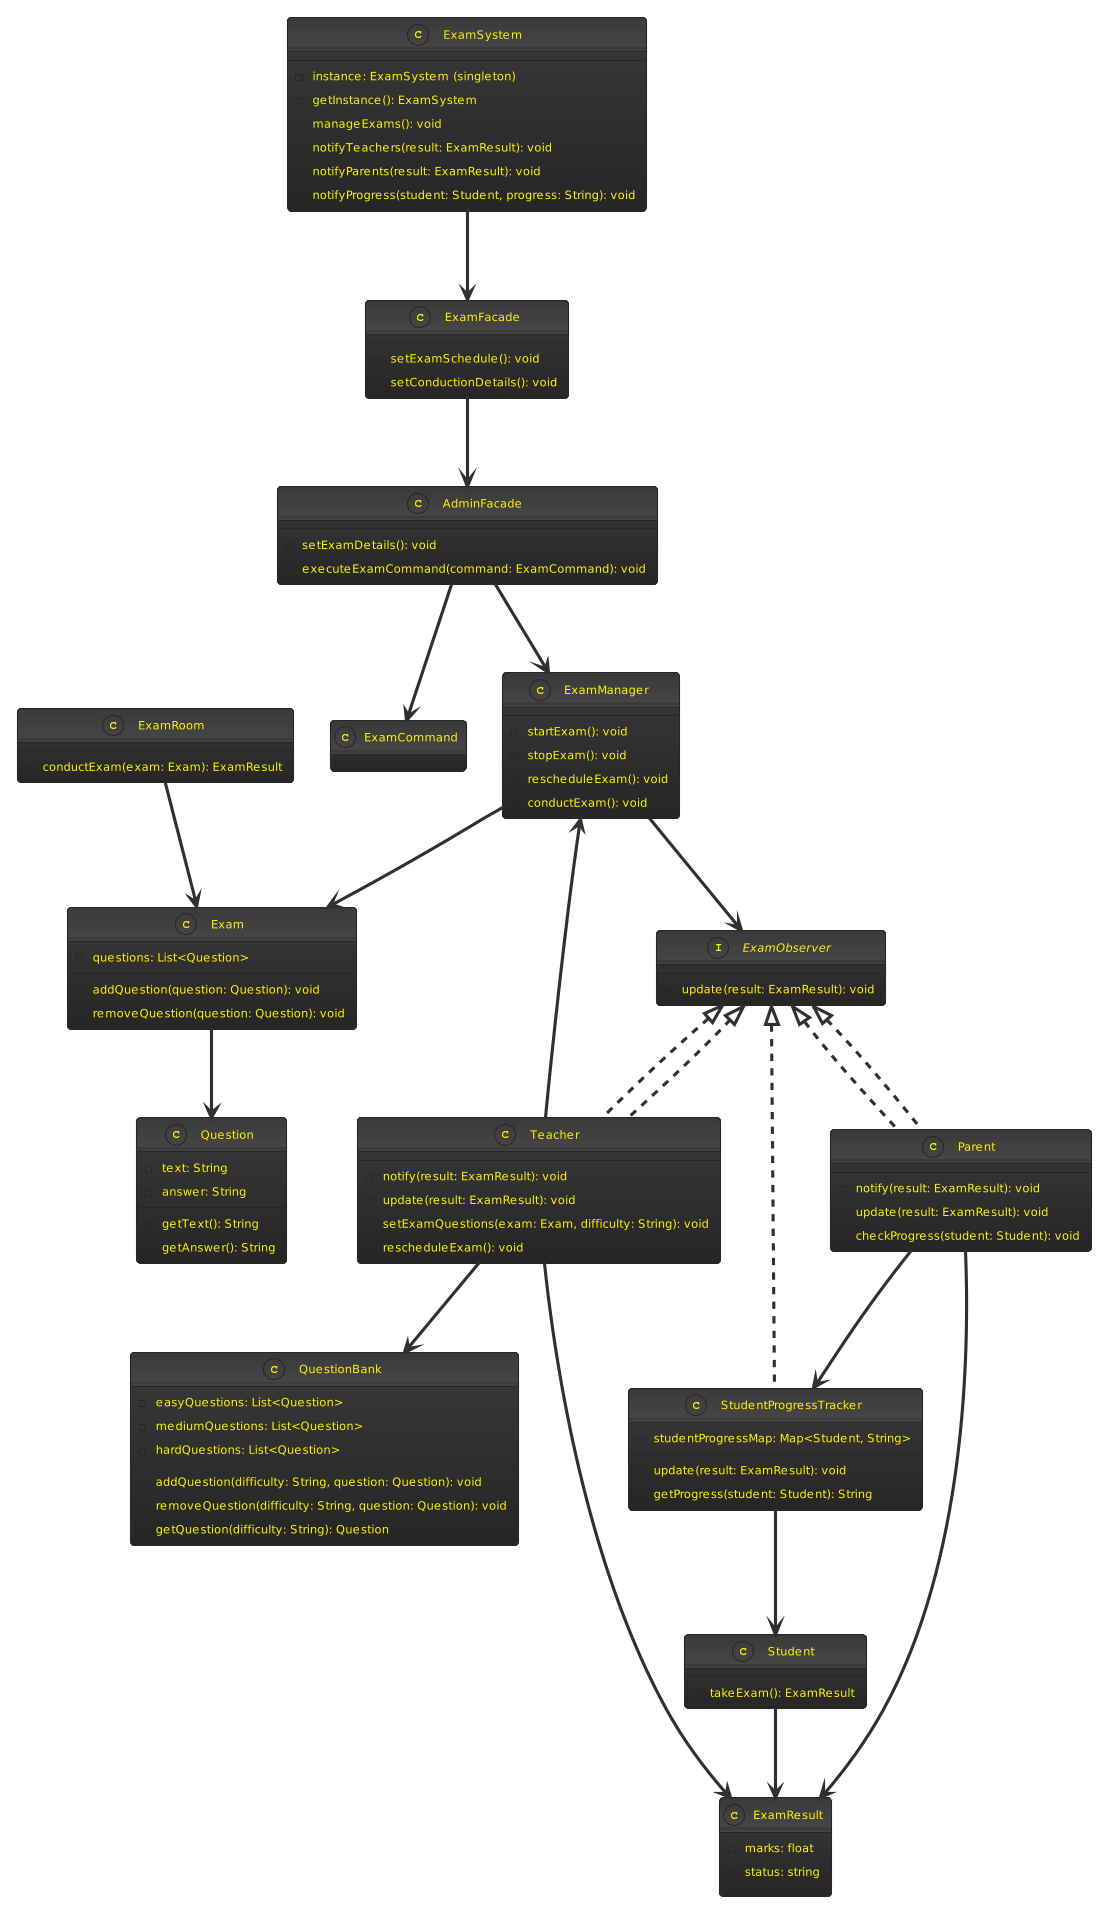 C ExamSystem
instance: ExamSystem (singleton)
getInstance(): ExamSystem
manageExams(): void
notifyTeachers(result: ExamResult): void
notifyParents(result: ExamResult): void
notifyProgress(student: Student, progress: String): void
C ExamFacade
setExamSchedule(): void
setConductionDetails(): void
C AdminFacade
setExamDetails(): void
executeExamCommand(command: ExamCommand): void
C ExamManager
startExam(): void
stopExam(): void
rescheduleExam(): void
conductExam(): void
C ExamRoom
conductExam(exam: Exam): ExamResult
C ExamCommand
C Exam
questions: List<Question>
addQuestion(question: Question): void
removeQuestion(question: Question): void
I ExamObserver
update(result: ExamResult): void
C Question
text: String
answer: String
getText(): String
getAnswer(): String
C Teacher
notify(result: ExamResult): void
update(result: ExamResult): void
setExamQuestions(exam: Exam, difficulty: String): void
rescheduleExam(): void
C Parent
notify(result: ExamResult): void
update(result: ExamResult): void
checkProgress(student: Student): void
C QuestionBank
easyQuestions: List<Question>
mediumQuestions: List<Question>
hardQuestions: List<Question>
addQuestion(difficulty: String, question: Question): void
removeQuestion(difficulty: String, question: Question): void
getQuestion(difficulty: String): Question
C StudentProgressTracker
studentProgressMap: Map<Student, String>
update(result: ExamResult): void
getProgress(student: Student): String
C Student
takeExam(): ExamResult
C ExamResult
marks: float
status: string